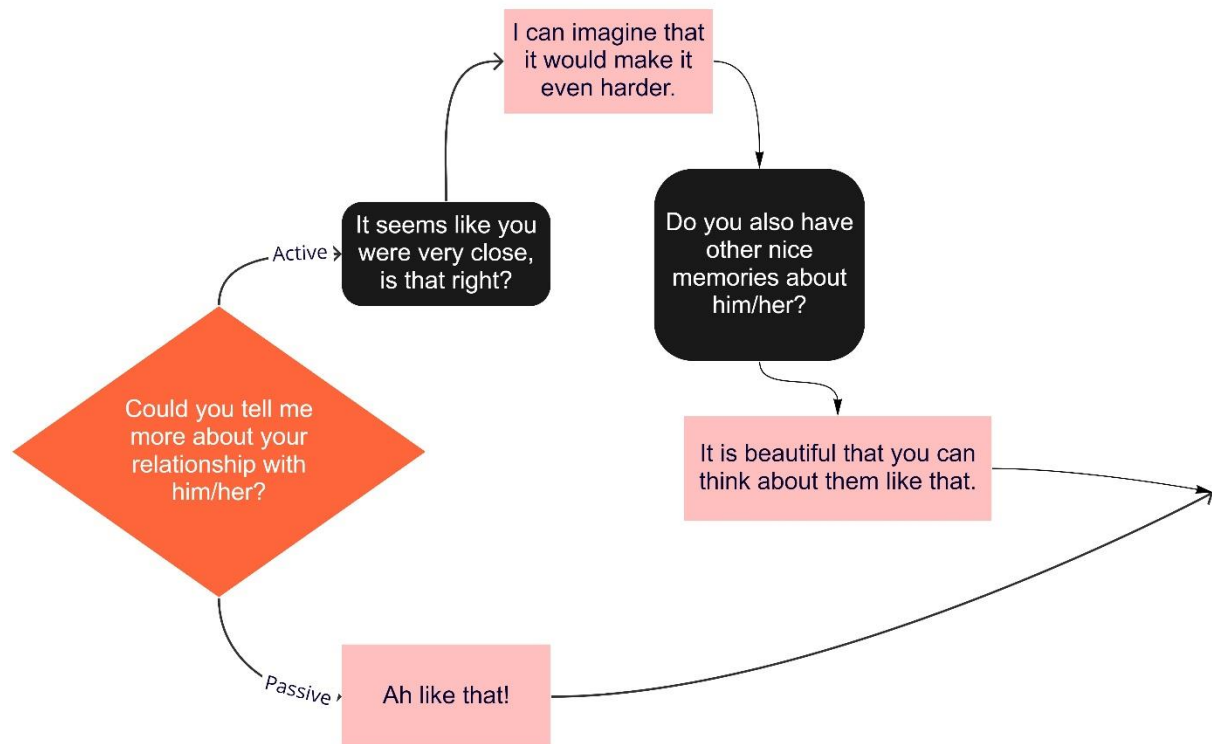 I can imagine that
it would make it
even harder.
It seems like you
were very close,
is that right?
Do you also have
other nice
memories about
him/her?
Active
Could you tell me
more about your
relationship with
him/her?
It is beautiful that you can
think about them like that.
Passive
Ah like that!